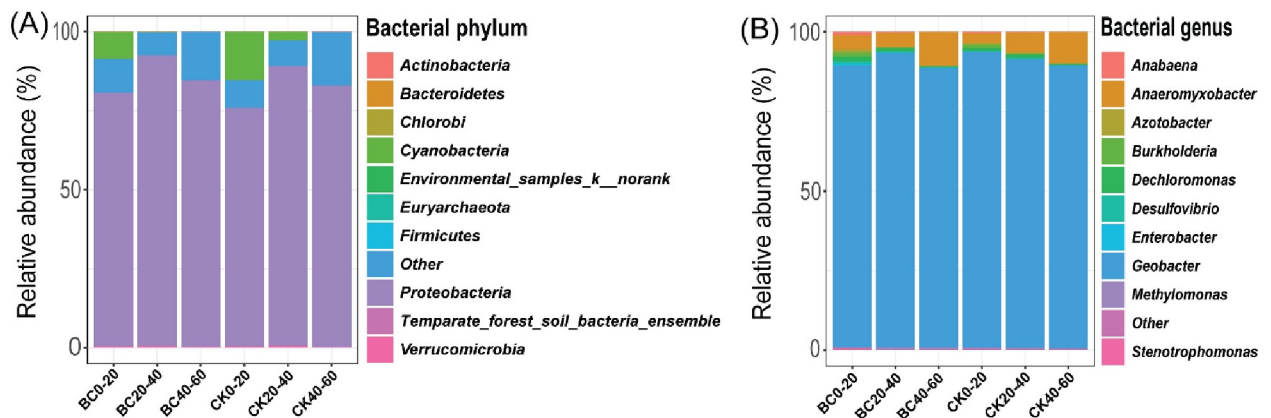 (A)
Relative abundance (%)
100
50
0
BC0-20
BC20-40
BC40-60
CK0-20
CK20-40
CK40-60
Bacterial phylum
Actinobacteria
Bacteroidetes
Chlorobi
Cyanobacteria
Environmental_samples_k__norank
Euryarchaeota
Firmicutes
Other
Proteobacteria
Temparate_forest_soil_bacteria_ensemble
Verrucomicrobia
(B)
Relative abundance (%)
100
50
0
BC0-20
BC20-40
BC40-60
CK0-20
CK20-40
CK40-60
Bacterial genus
Anabaena
Anaeromyxobacter
Azotobacter
Burkholderia
Dechloromonas
Desulfovibrio
Enterobacter
Geobacter
Methylomonas
Other
Stenotrophomonas